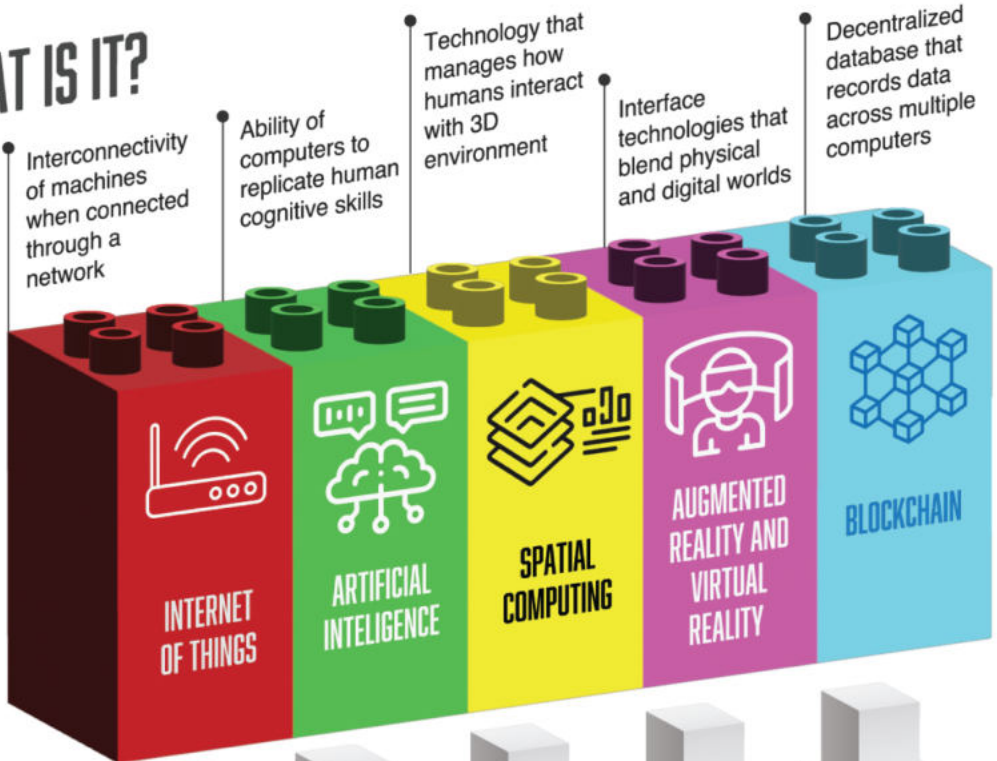 IS IT?
Interconnectivity
of machines
when connected
through a
network
Ability of
computers to
replicate human
cognitive skills
Technology that
manages how
humans interact
with 3D
environment
Interface
technologies that
blend physical
and digital worlds
Decentralized
database that
records data
across multiple
computers
INTERNET
OF THINGS
ARTIFICIAL
INTELIGENCE
SPATIAL
COMPUTING
AUGMENTED
REALITY AND
VIRTUAL
REALITY
BLOCKCHAIN